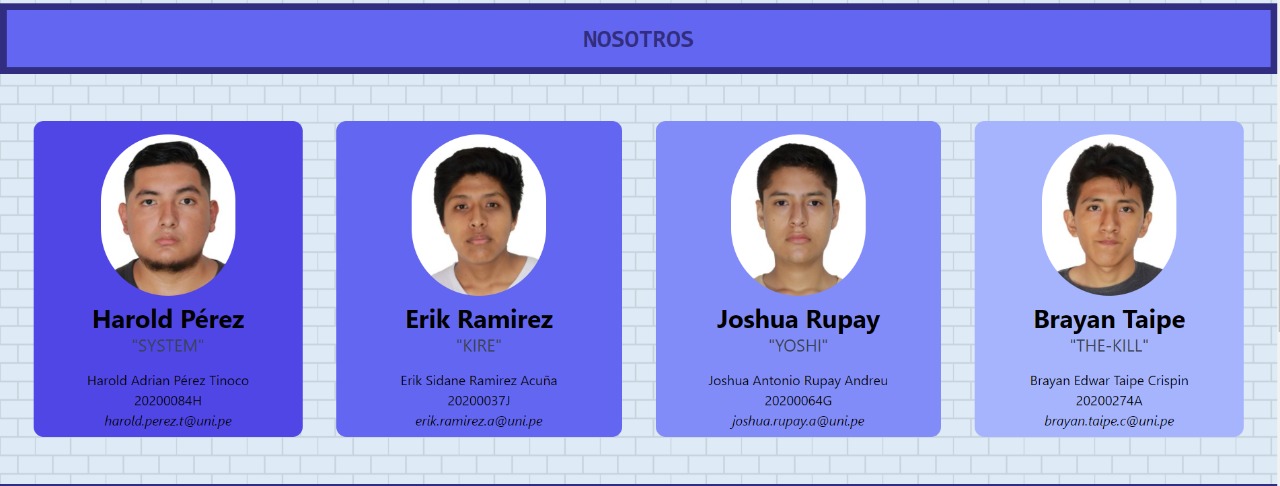 NOSOTROS
Harold Pérez
"SYSTEM"
Harold Adrian Pérez Tinoco
20200084H
harold.perez.t@uni.pe
Erik Ramirez
"KIRE"
Erik Sidane Ramirez Acuña
20200037J
erik.ramirez.a@uni.pe
Joshua Rupay
"YOSHI"
Joshua Antonio Rupay Andreu
20200064G
joshua.rupay.a@uni.pe
Brayan Taipe
"THE-KILL"
Brayan Edwar Taipe Crispin
20200274A
brayan.taipe.c@uni.pe